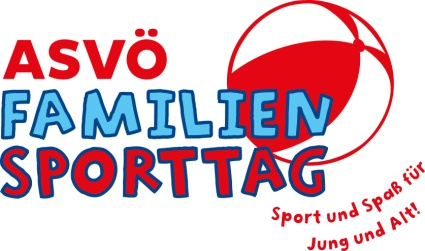 ASVÖ
FAMILIEN
SPORTTAG
Sport und Spaß für
Jung und Alt!